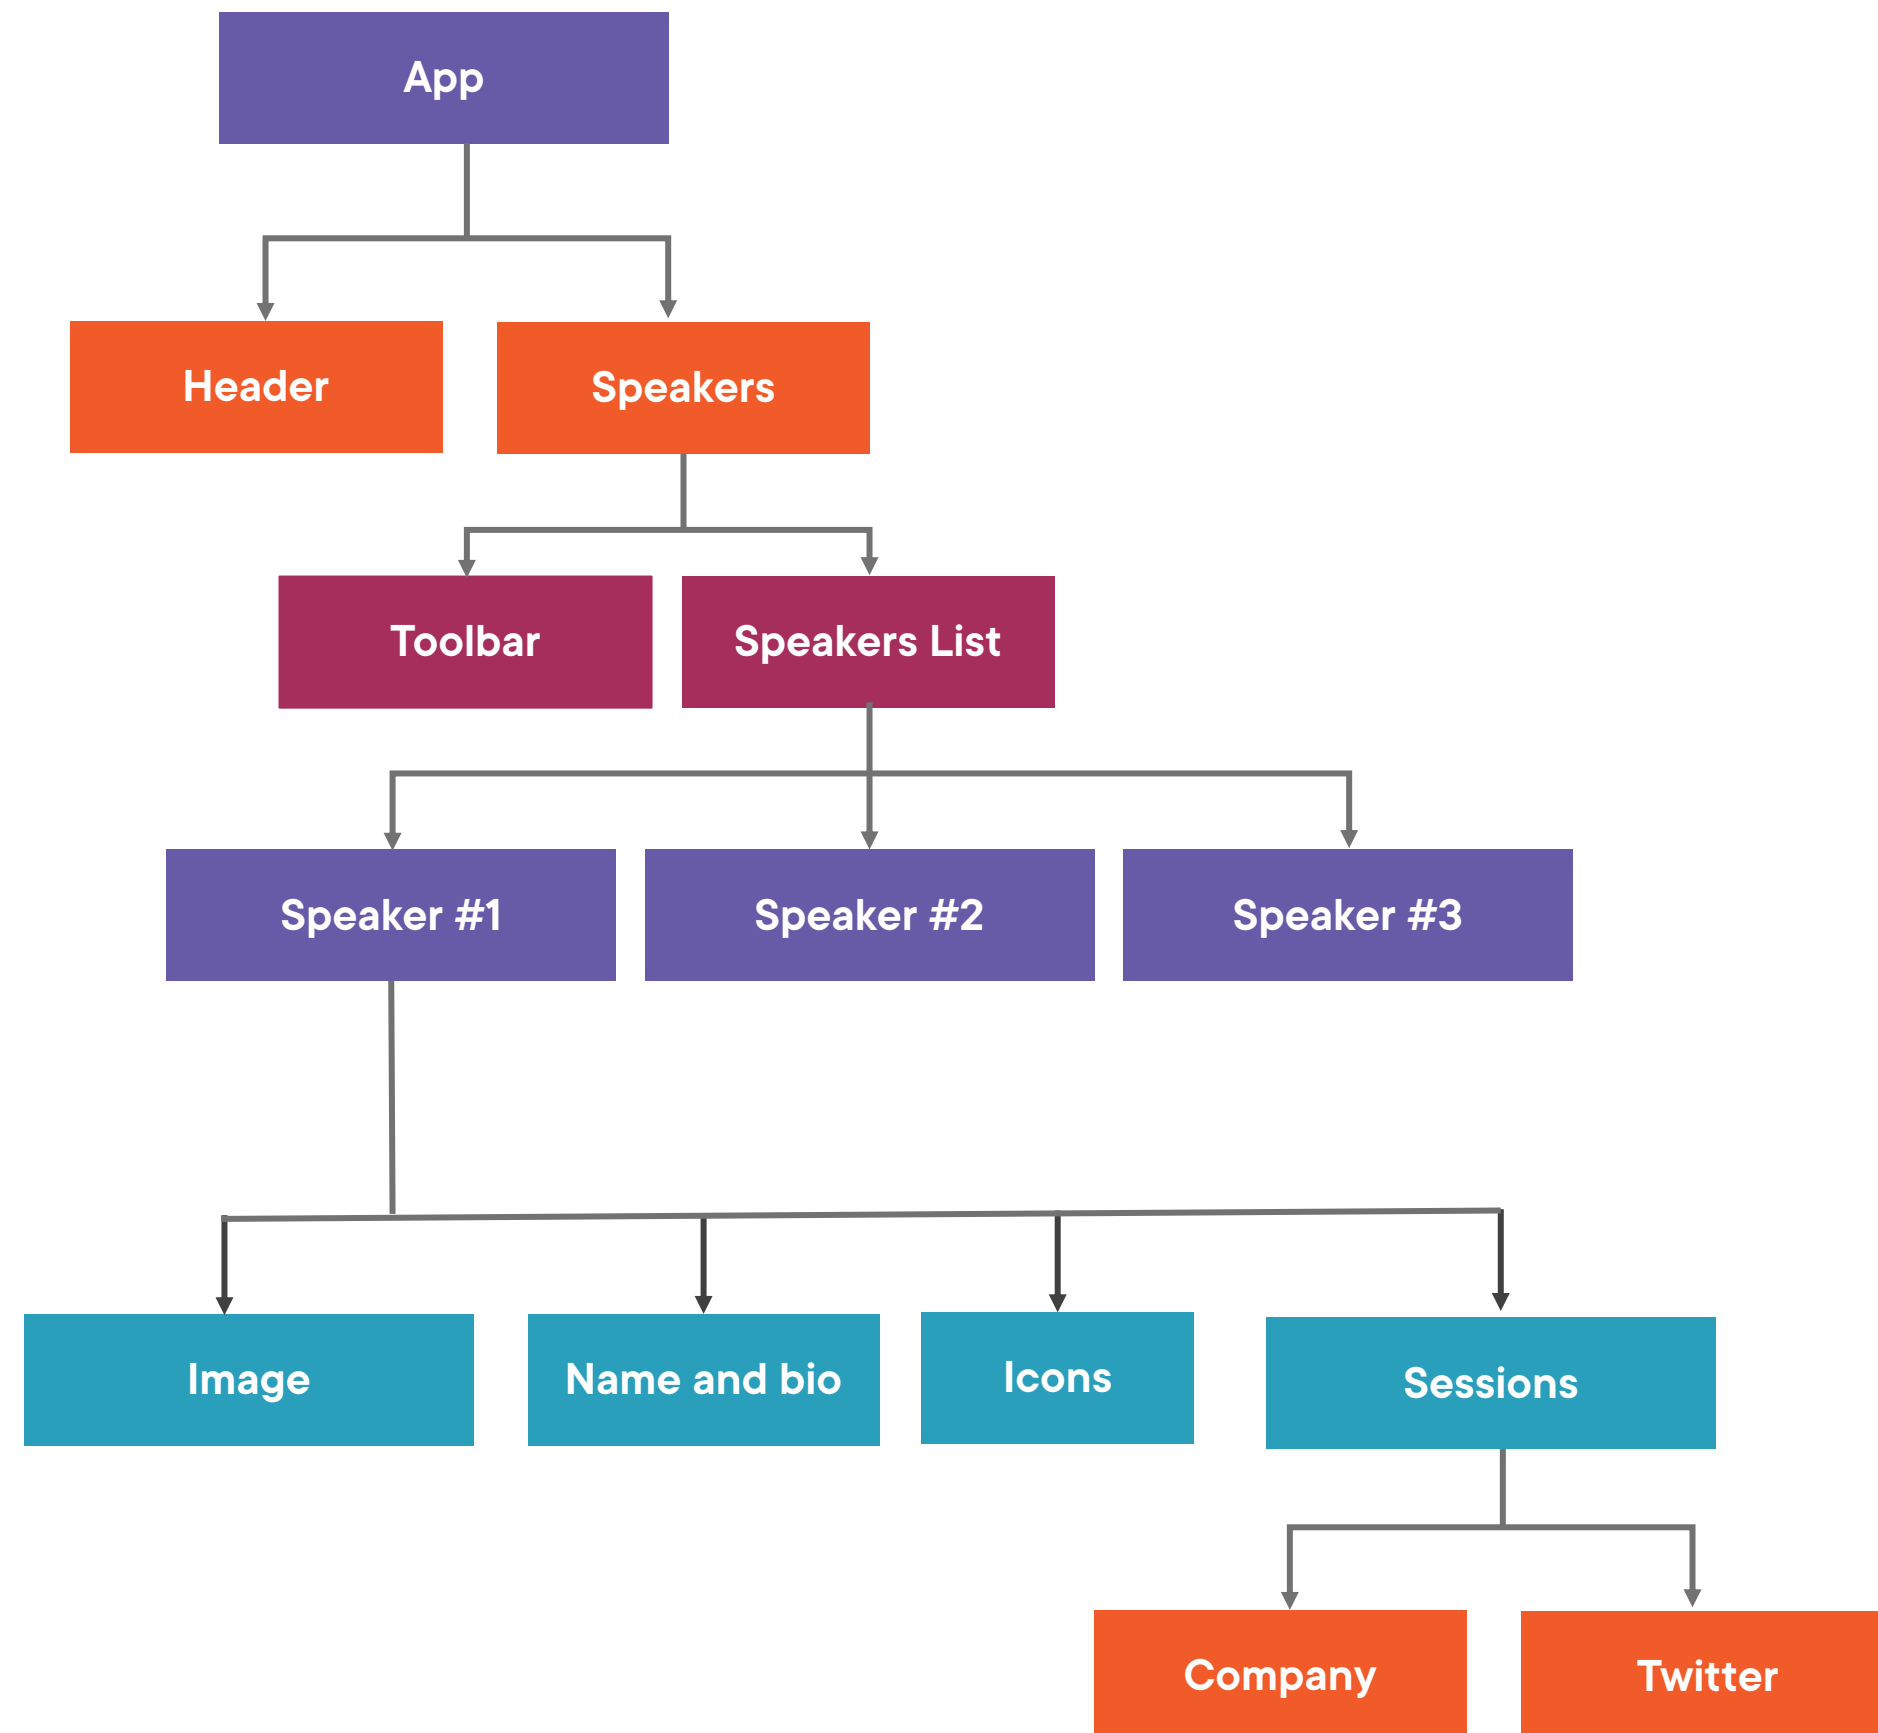 App
Header
Speakers
Toolbar
Speakers List
Speaker #1
Speaker #2
Speaker #3
Image
Name and bio
Icons
Sessions
Company
Twitter